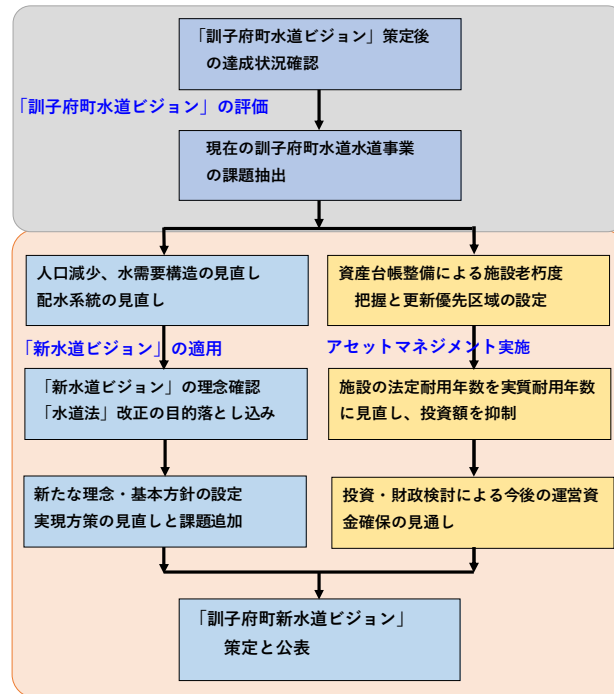 「訓子府町水道ビジョン」策定後
の達成状況確認
「訓子府町水道ビジョン」の評価
現在の訓子府町水道水道事業
の課題抽出
人口減少、水需要構造の見直し
配水系統の見直し
資産台帳整備による施設老朽度
把握と更新優先区域の設定
「新水道ビジョン」の適用
アセットマネジメント実施
「新水道ビジョン」の理念確認
「水道法」改正の目的落とし込み
施設の法定耐用年数を実質耐用年数
に見直し、投資額を抑制
新たな理念・基本方針の設定
実現方策の見直しと課題追加
投資・財政検討による今後の運営資
金確保の見通し
「訓子府町新水道ビジョン」
策定と公表